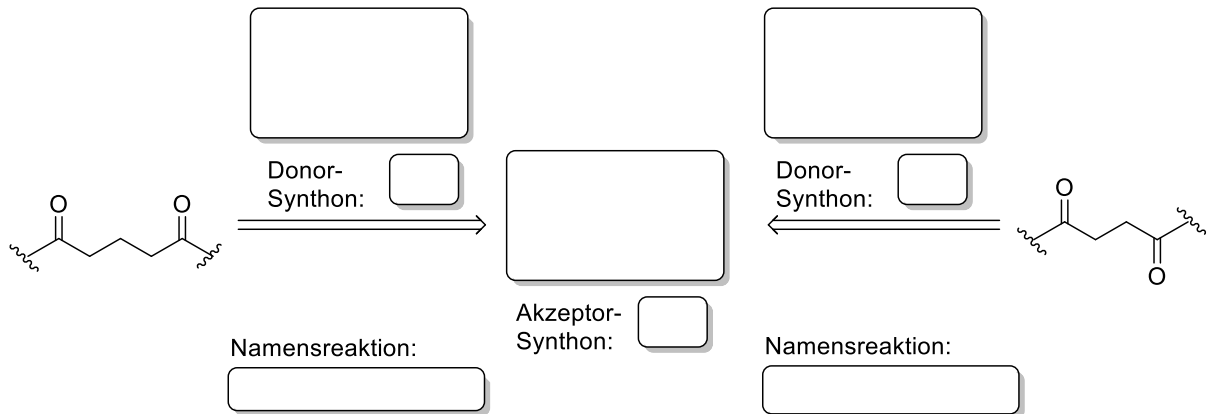 Donor-
Synthon:
Donor-
Synthon:
O
O
O
O
Akzeptor-
Synthon:
Namensreaktion:
Namensreaktion: